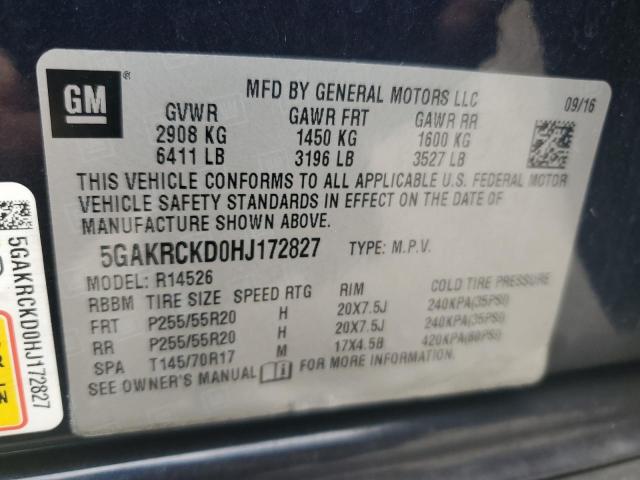 GM
®
MFD BY GENERAL MOTORS LLC
09/16
GVWR GAWR FRT GAWR RR
2908 KG 1450 KG 1600 KG
6411 LB 3196 LB 3527 LB
THIS VEHICLE CONFORMS TO ALL APPLICABLE U.S. FEDERAL MOTOR
VEHICLE SAFETY STANDARDS IN EFFECT ON THE DATE OF
MANUFACTURE SHOWN ABOVE.
5GAKRCKD0HJ172827 TYPE: M.P.V.
MODEL: R14526
RBBM TIRE SIZE SPEED RTG RIM COLD TIRE PRESSURE
FRT P255/55R20 H 20X7.5J 240KPA(35PSI)
RR P255/55R20 H 20X7.5J 240KPA(35PSI)
SPA T145/70R17 M 17X4.5B 420KPA(60PSI)
SEE OWNER'S MANUAL FOR MORE INFORMATION.
5GAKRCKD0HJ172827